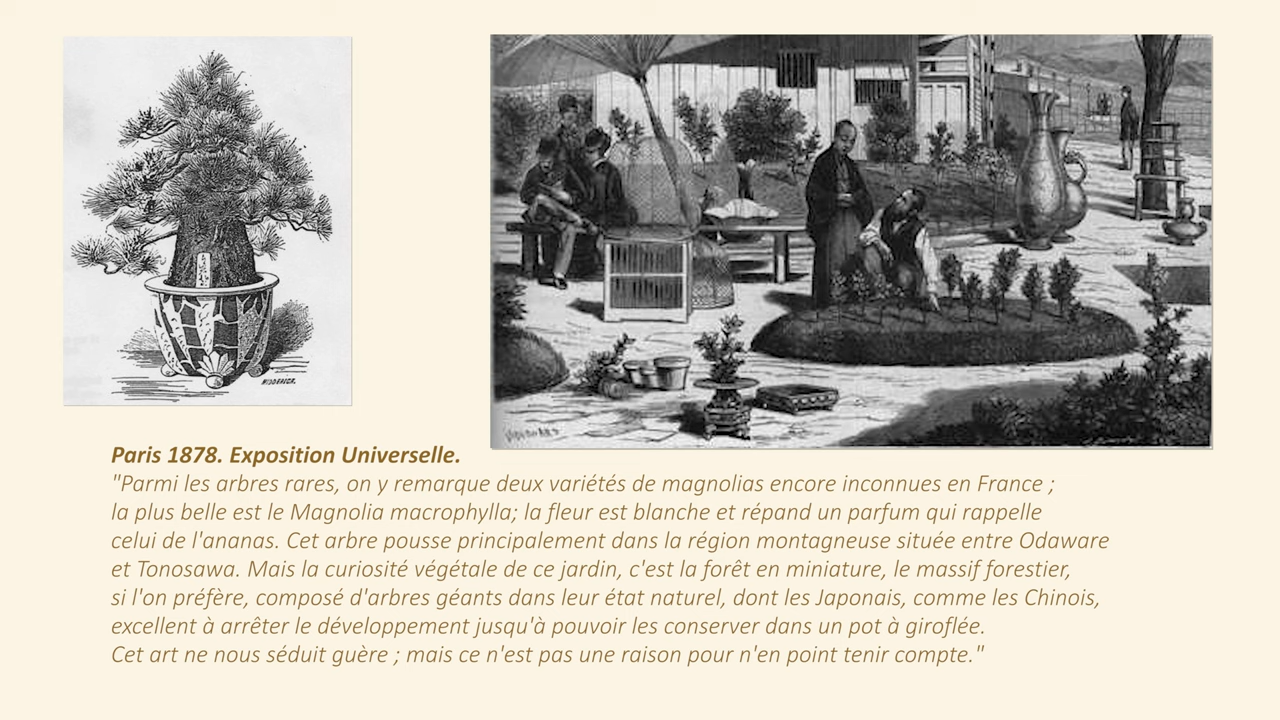 Paris 1878. Exposition Universelle.
"Parmi les arbres rares, on y remarque deux variétés de magnolias encore inconnues en France ;
la plus belle est le Magnolia macrophylla; la fleur est blanche et répand un parfum qui rappelle
celui de l'ananas. Cet arbre pousse principalement dans la région montagneuse située entre Odaware
et Tonosawa. Mais la curiosité végétale de ce jardin, c'est la forêt en miniature, le massif forestier,
si l'on préfère, composé d'arbres géants dans leur état naturel, dont les Japonais, comme les Chinois,
excellent à arrêter le développement jusqu'à pouvoir les conserver dans un pot à giroflée.
Cet art ne nous séduit guère ; mais ce n'est pas une raison pour n'en point tenir compte."